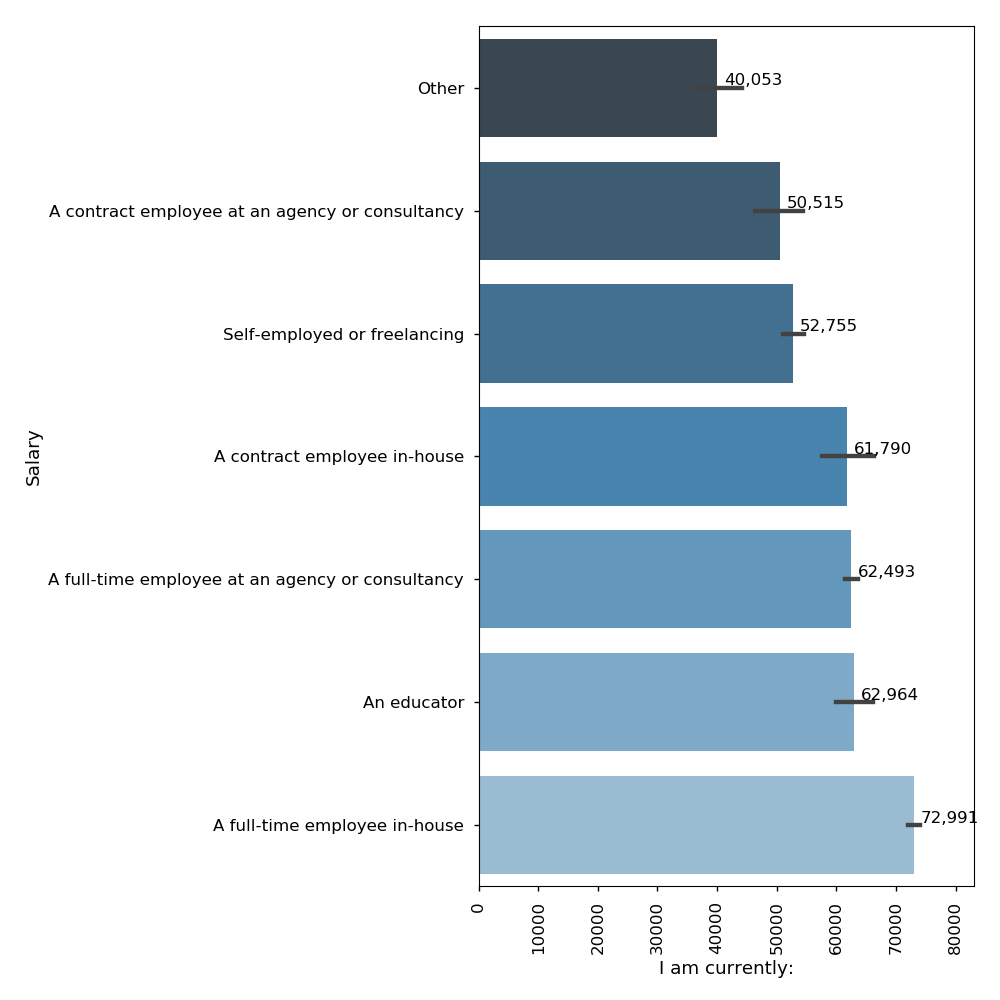 Other
40,053
A contract employee at an agency or consultancy
50,515
Self-employed or freelancing
52,755
A contract employee in-house
61,790
A full-time employee at an agency or consultancy
62,493
An educator
62,964
A full-time employee in-house
72,991
Salary
0
10000
20000
30000
40000
50000
60000
70000
80000
I am currently: